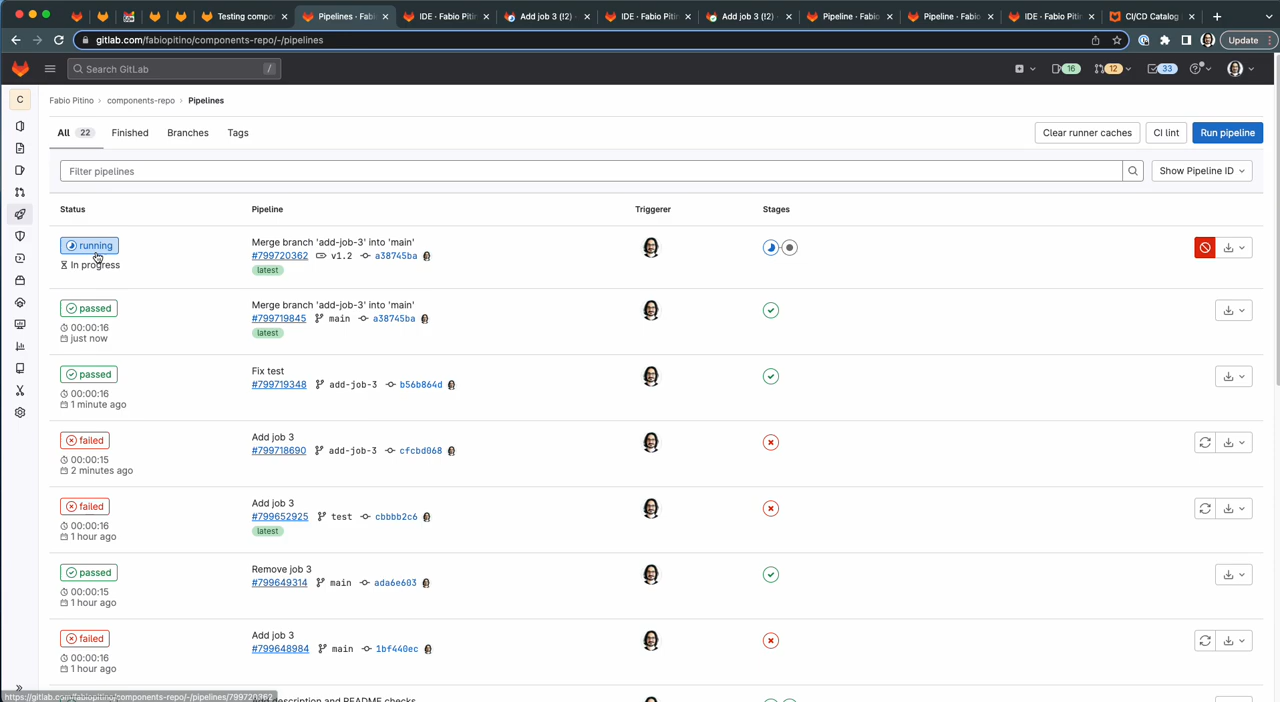 Testing compo
Pipelines · Fabi
IDE · Fabio Pitin
Add job 3 (!2) ·
IDE · Fabio Pitin
Add job 3 (!2) ·
Pipeline · Fabio
Pipeline · Fabio
IDE · Fabio Pitin
CI/CD Catalog
gitlab.com/fabiopitino/components-repo/-/pipelines
Update
Search GitLab
/
16
12
33
C
Fabio Pitino › components-repo › Pipelines
All 22 Finished Branches Tags
Clear runner caches
CI lint
Run pipeline
Filter pipelines
Show Pipeline ID
Status Pipeline Triggerer Stages
running
In progress
Merge branch 'add-job-3' into 'main'
#799720362 v1.2 a38745ba
latest
passed
00:00:16
just now
Merge branch 'add-job-3' into 'main'
#799719845 main a38745ba
latest
passed
00:00:16
1 minute ago
Fix test
#799719348 add-job-3 b56b864d
failed
00:00:15
2 minutes ago
Add job 3
#799718690 add-job-3 cfcbd068
failed
00:00:16
1 hour ago
Add job 3
#799652925 test cbbbb2c6
latest
passed
00:00:15
1 hour ago
Remove job 3
#799649314 main ada6e603
failed
00:00:16
1 hour ago
Add job 3
#799648984 main 1bf440ec
https://gitlab.com/fabiopitino/components-repo/-/pipelines/799720362
description and README checks